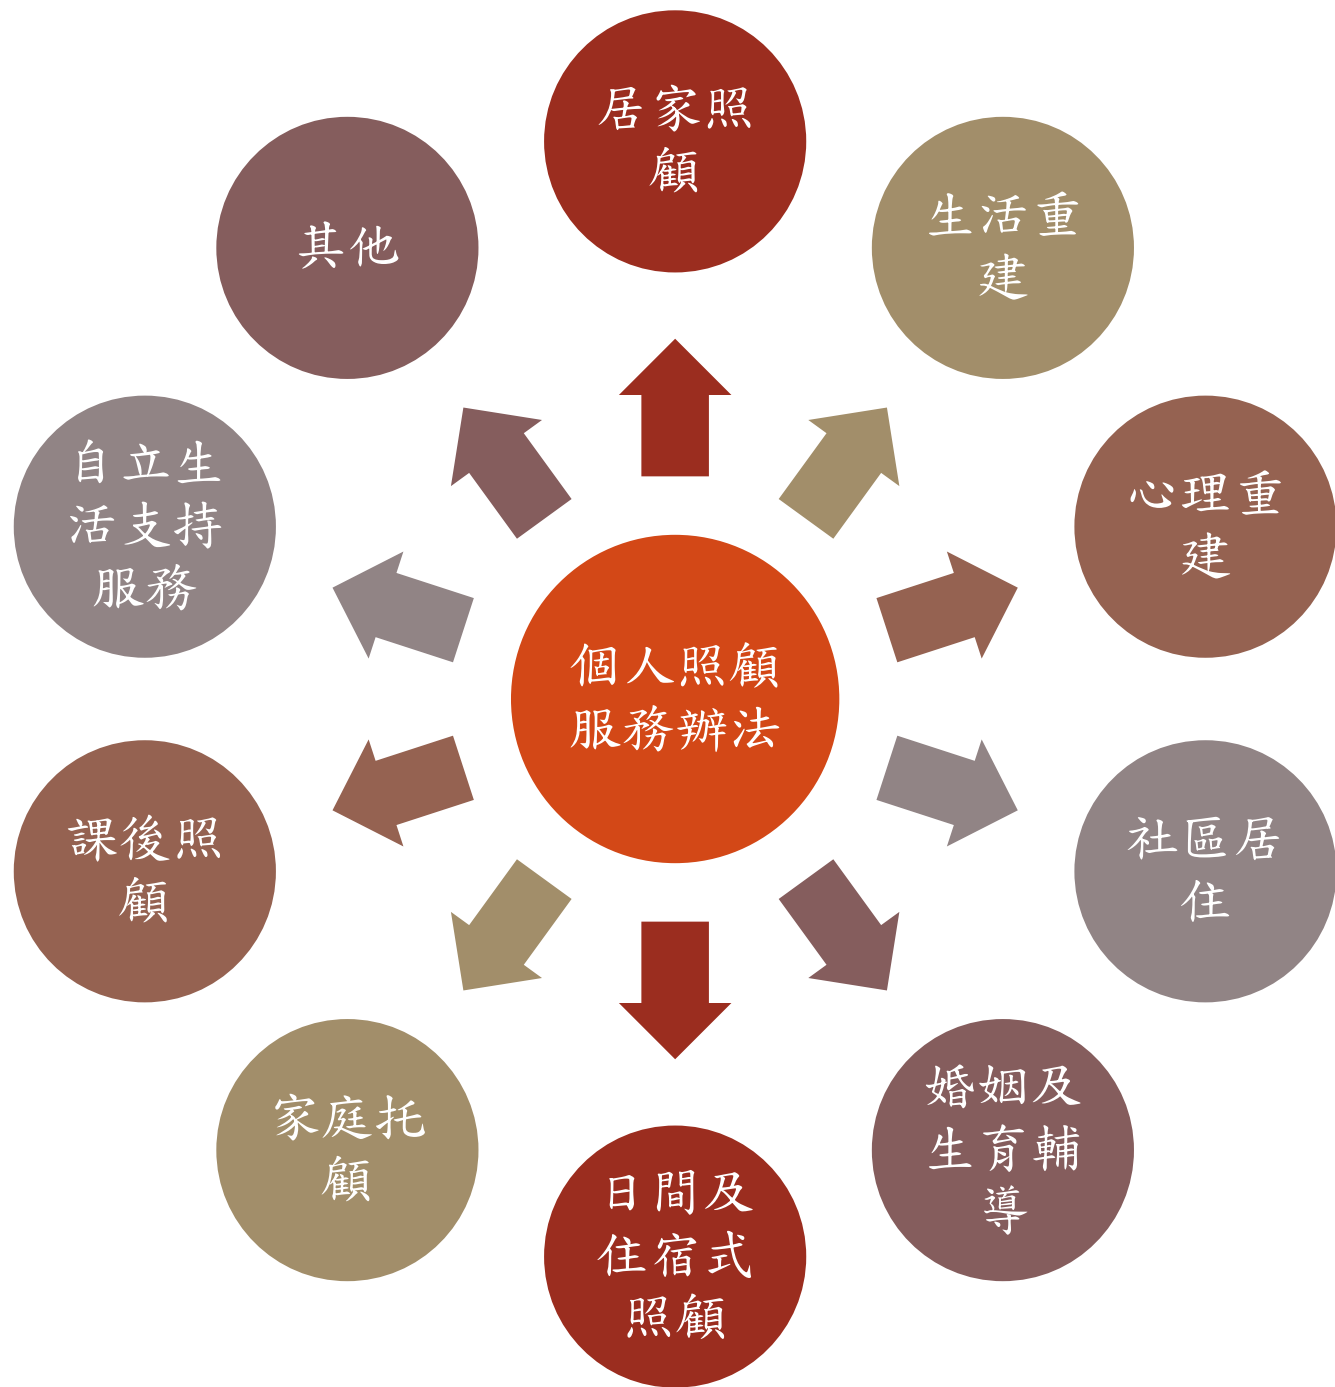 居家照
顧
生活重
建
心理重
建
社區居
住
婚姻及
生育輔
導
日間及
住宿式
照顧
家庭托
顧
課後照
顧
自立生
活支持
服務
其他
個人照顧
服務辦法